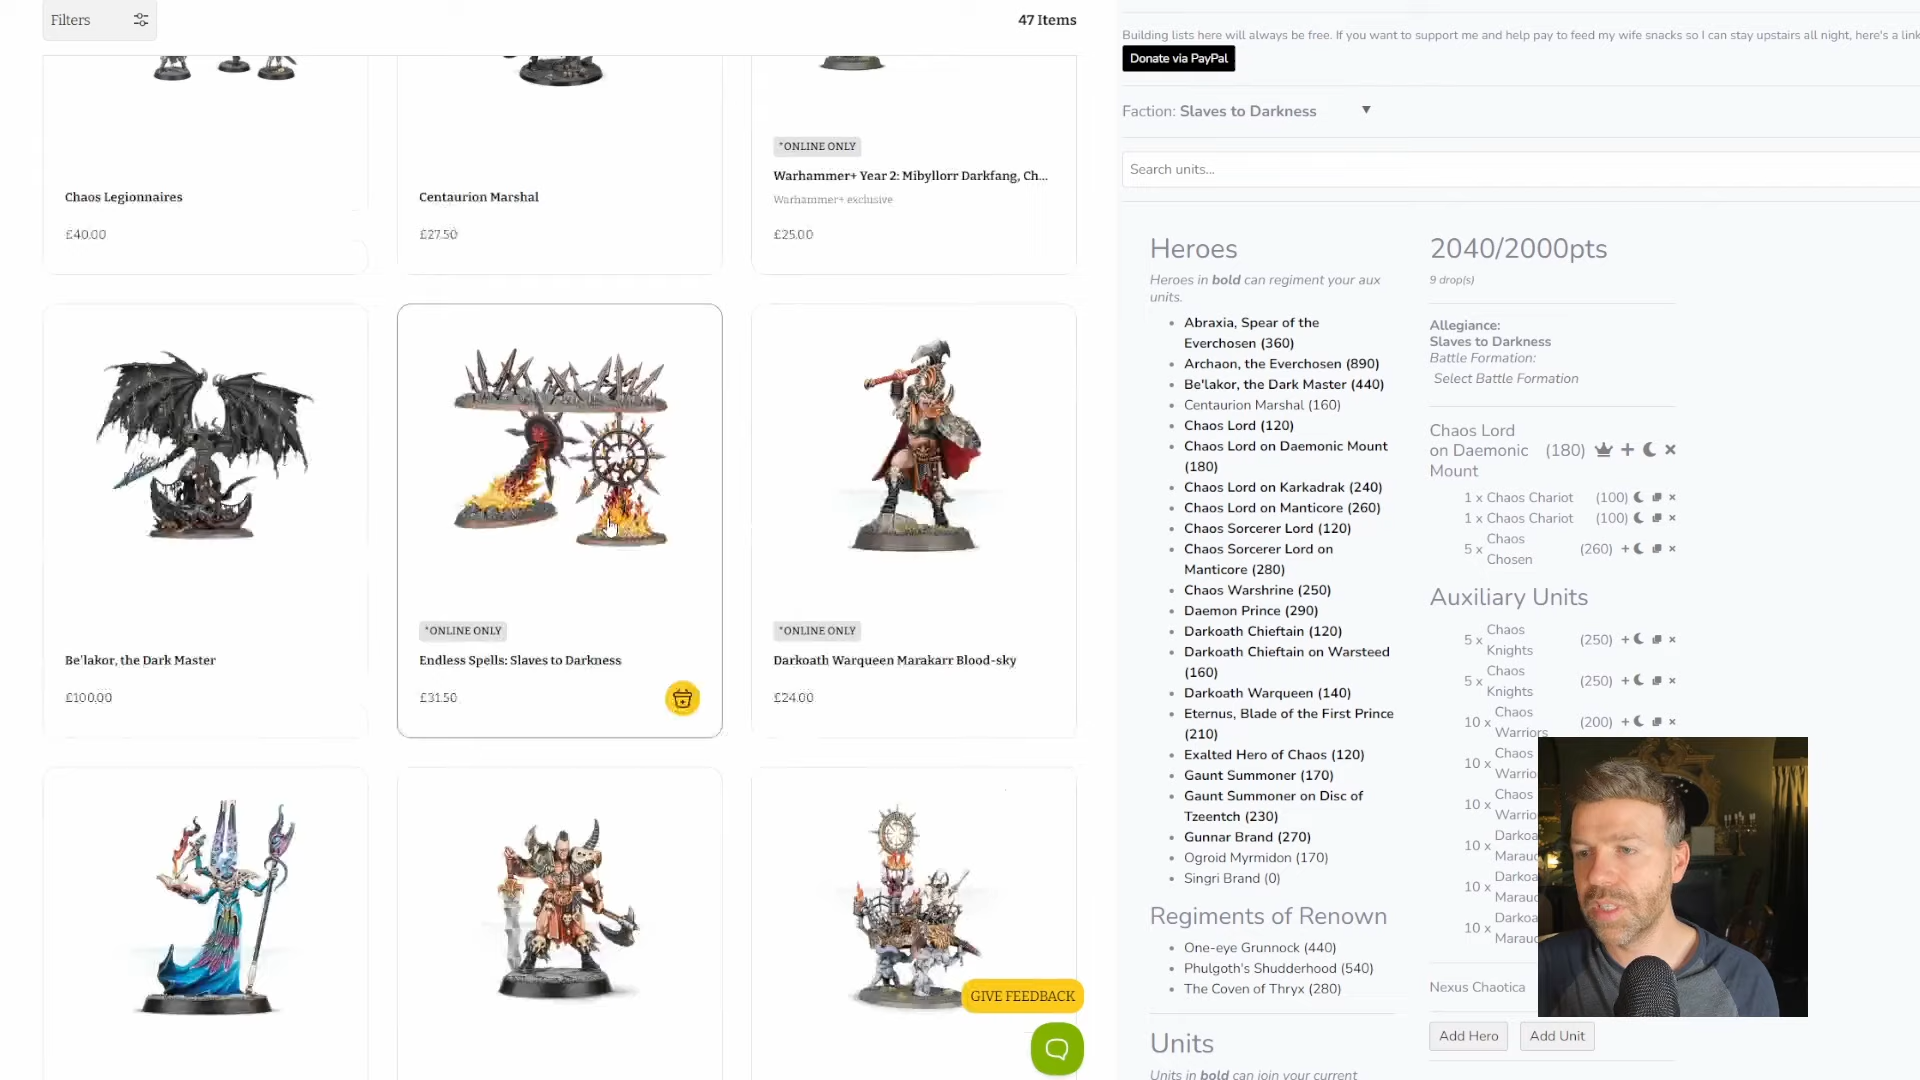 Filters
47 Items
Chaos Legionnaires
£40.00
Centaurion Marshal
£27.50
*ONLINE ONLY
Warhammer+ Year 2: Mibyllorr Darkfang, Ch...
Warhammer+ exclusive
£25.00
Be'lakor, the Dark Master
£100.00
*ONLINE ONLY
Endless Spells: Slaves to Darkness
£31.50
*ONLINE ONLY
Darkoath Warqueen Marakarr Blood-sky
£24.00
GIVE FEEDBACK
Building lists here will always be free. If you want to support me and help pay to feed my wife snacks so I can stay upstairs all night, here's a link
Donate via PayPal
Faction: Slaves to Darkness
Search units...
Heroes
Heroes in bold can regiment your aux
units.
Abraxia, Spear of the
Everchosen (360)
Archaon, the Everchosen (890)
Be'lakor, the Dark Master (440)
Centaurion Marshal (160)
Chaos Lord (120)
Chaos Lord on Daemonic Mount
(180)
Chaos Lord on Karkadrak (240)
Chaos Lord on Manticore (260)
Chaos Sorcerer Lord (120)
Chaos Sorcerer Lord on
Manticore (280)
Chaos Warshrine (250)
Daemon Prince (290)
Darkoath Chieftain (120)
Darkoath Chieftain on Warsteed
(160)
Darkoath Warqueen (140)
Eternus, Blade of the First Prince
(210)
Exalted Hero of Chaos (120)
Gaunt Summoner (170)
Gaunt Summoner on Disc of
Tzeentch (230)
Gunnar Brand (270)
Ogroid Myrmidon (170)
Singri Brand (0)
Regiments of Renown
One-eye Grunnock (440)
Phulgoth's Shudderhood (540)
The Coven of Thryx (280)
Units
Units in bold can join your current
2040/2000pts
9 drop(s)
Allegiance:
Slaves to Darkness
Battle Formation:
Select Battle Formation
Chaos Lord
on Daemonic (180)
Mount
1 x Chaos Chariot (100)
1 x Chaos Chariot (100)
5 x Chaos
Chosen (260)
Auxiliary Units
5 x Chaos
Knights (250)
5 x Chaos
Knights (250)
10 x Chaos
Warriors (200)
10 x Chaos
Warrio
10 x Chaos
Warrio
10 x Darkoa
Marauc
10 x Darkoa
Marauc
10 x Darkoa
Marauc
Nexus Chaotica
Add Hero Add Unit